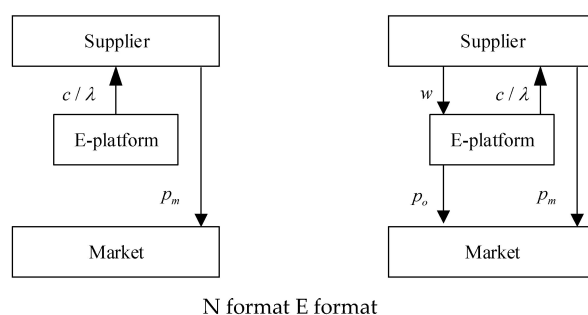 Supplier
c / λ
E-platform
p_m
Market
Supplier
w
c / λ
E-platform
p_o
p_m
Market
N format E format